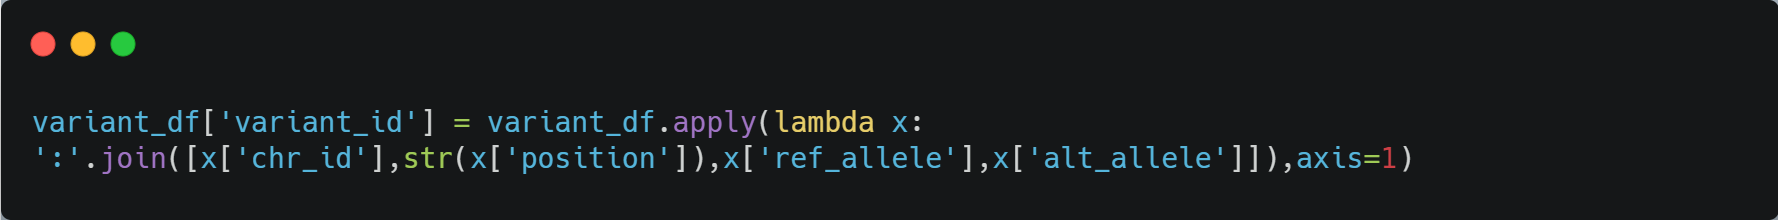 variant_df['variant_id'] = variant_df.apply(lambda x:
':'.join([x['chr_id'],str(x['position']),x['ref_allele'],x['alt_allele']]),axis=1)